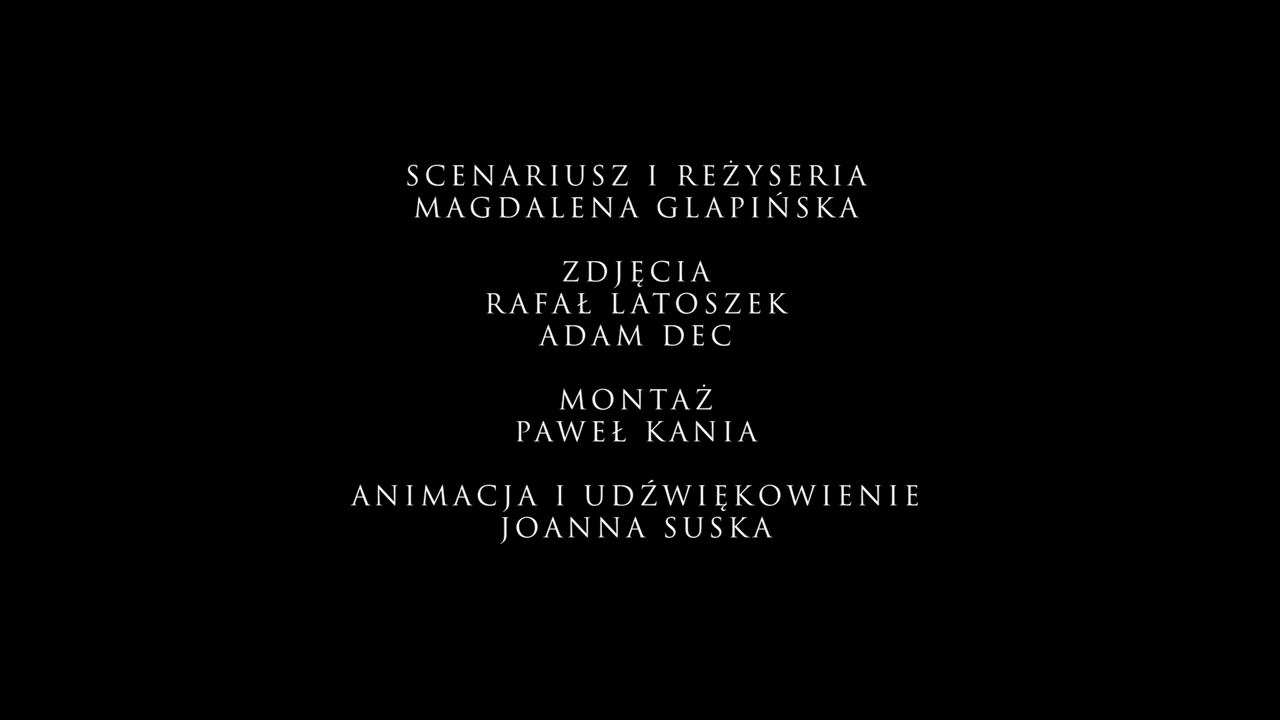 SCENARIUSZ I REŻYSERIA
MAGDALENA GLAPIŃSKA
ZDJĘCIA
RAFAŁ LATOSZEK
ADAM DEC
MONTAŻ
PAWEŁ KANIA
ANIMACJA I UDŹWIĘKOWIENIE
JOANNA SUSKA